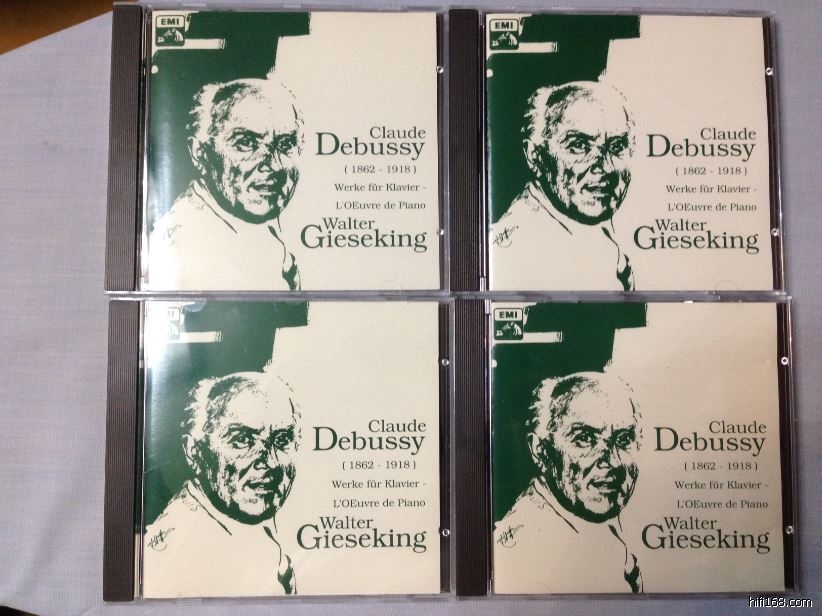 EMI
Claude
Debussy
( 1862 - 1918 )
Werke für Klavier -
L'OEuvre de Piano
Walter
Gieseking
EMI
Claude
Debussy
( 1862 - 1918 )
Werke für Klavier -
L'OEuvre de Piano
Walter
Gieseking
EMI
Claude
Debussy
( 1862 - 1918 )
Werke für Klavier -
L'OEuvre de Piano
Walter
Gieseking
EMI
Claude
Debussy
( 1862 - 1918 )
Werke für Klavier -
L'OEuvre de Piano
Walter
Gieseking
hifi168.com